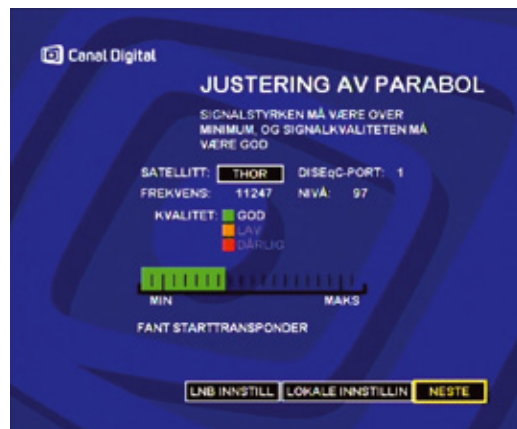 Canal Digital
JUSTERING AV PARABOL
SIGNALSTYRKEN MÅ VÆRE OVER
MINIMUM, OG SIGNALKVALITETEN MÅ
VÆRE GOD
SATELLITT: THOR DISEqC-PORT: 1
FREKVENS: 11247 NIVÅ: 97
KVALITET: GOD
LAV
DÅRLIG
MIN MAKS
FANT STARTTRANSPONDER
LNB INNSTILL LOKALE INNSTILLIN NESTE